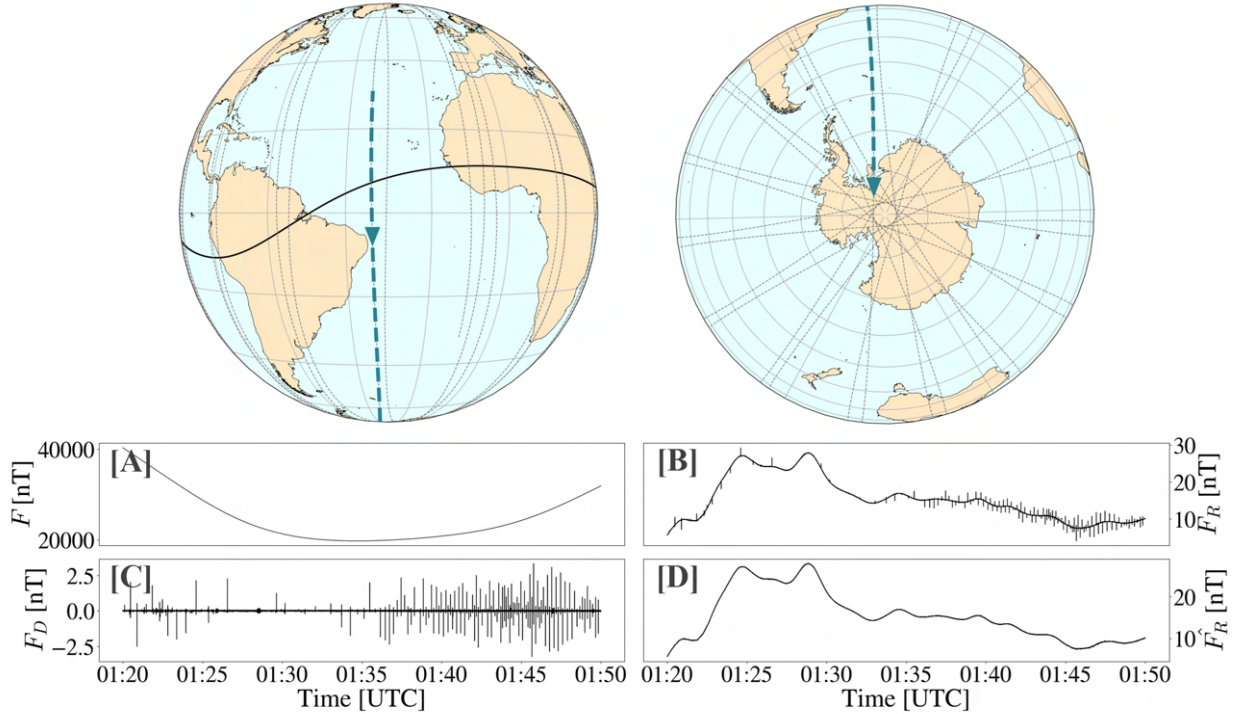 [A]
40000
20000
F [nT]
[B]
30
20
10
F_R [nT]
[C]
2.5
0.0
−2.5
F_D [nT]
01:20 01:25 01:30 01:35 01:40 01:45 01:50
Time [UTC]
[D]
20
10
F̂_R [nT]
01:20 01:25 01:30 01:35 01:40 01:45 01:50
Time [UTC]